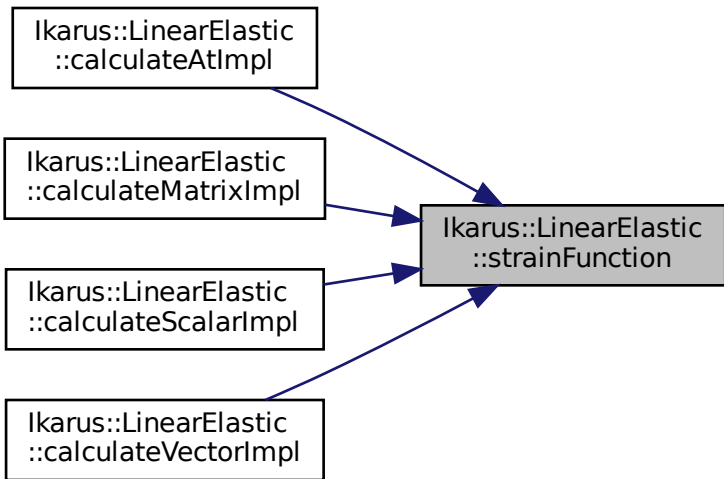 Ikarus::LinearElastic
::calculateAtImpl
Ikarus::LinearElastic
::calculateMatrixImpl
Ikarus::LinearElastic
::strainFunction
Ikarus::LinearElastic
::calculateScalarImpl
Ikarus::LinearElastic
::calculateVectorImpl